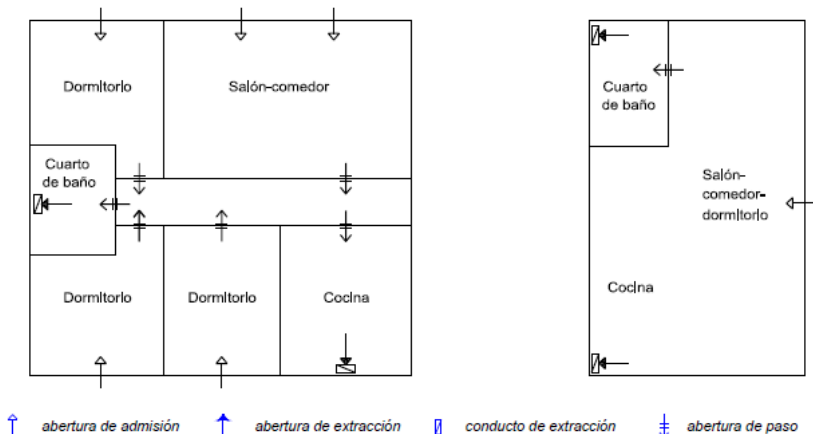 Dormitorio
Salón-comedor
Cuarto
de baño
Dormitorio
Dormitorio
Cocina
Cuarto
de baño
Salón-
comedor-
dormitorio
Cocina
abertura de admisión
abertura de extracción
conducto de extracción
abertura de paso